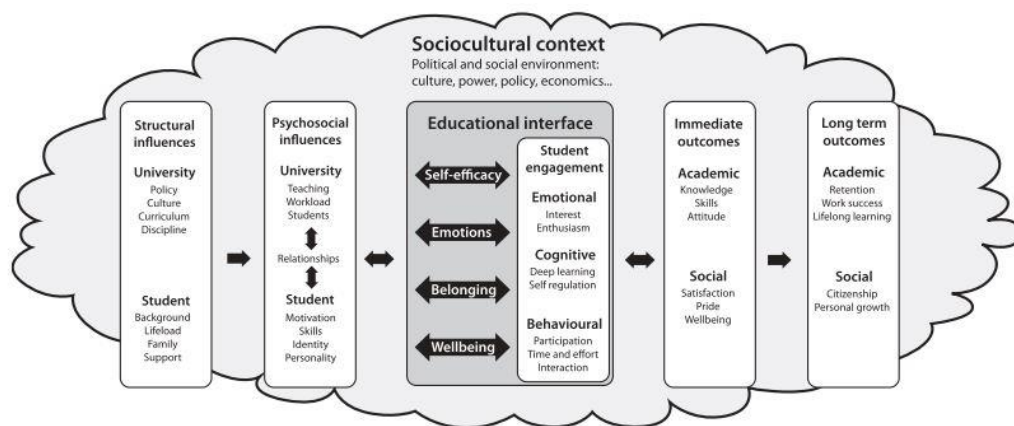 Sociocultural context
Political and social environment:
culture, power, policy, economics...
Structural
influences
University
Policy
Culture
Curriculum
Discipline
Student
Background
Lifeload
Family
Support
Psychosocial
influences
University
Teaching
Workload
Students
Relationships
Student
Motivation
Skills
Identity
Personality
Educational interface
Self-efficacy
Emotions
Belonging
Wellbeing
Student
engagement
Emotional
Interest
Enthusiasm
Cognitive
Deep learning
Self regulation
Behavioural
Participation
Time and effort
Interaction
Immediate
outcomes
Academic
Knowledge
Skills
Attitude
Social
Satisfaction
Pride
Wellbeing
Long term
outcomes
Academic
Retention
Work success
Lifelong learning
Social
Citizenship
Personal growth